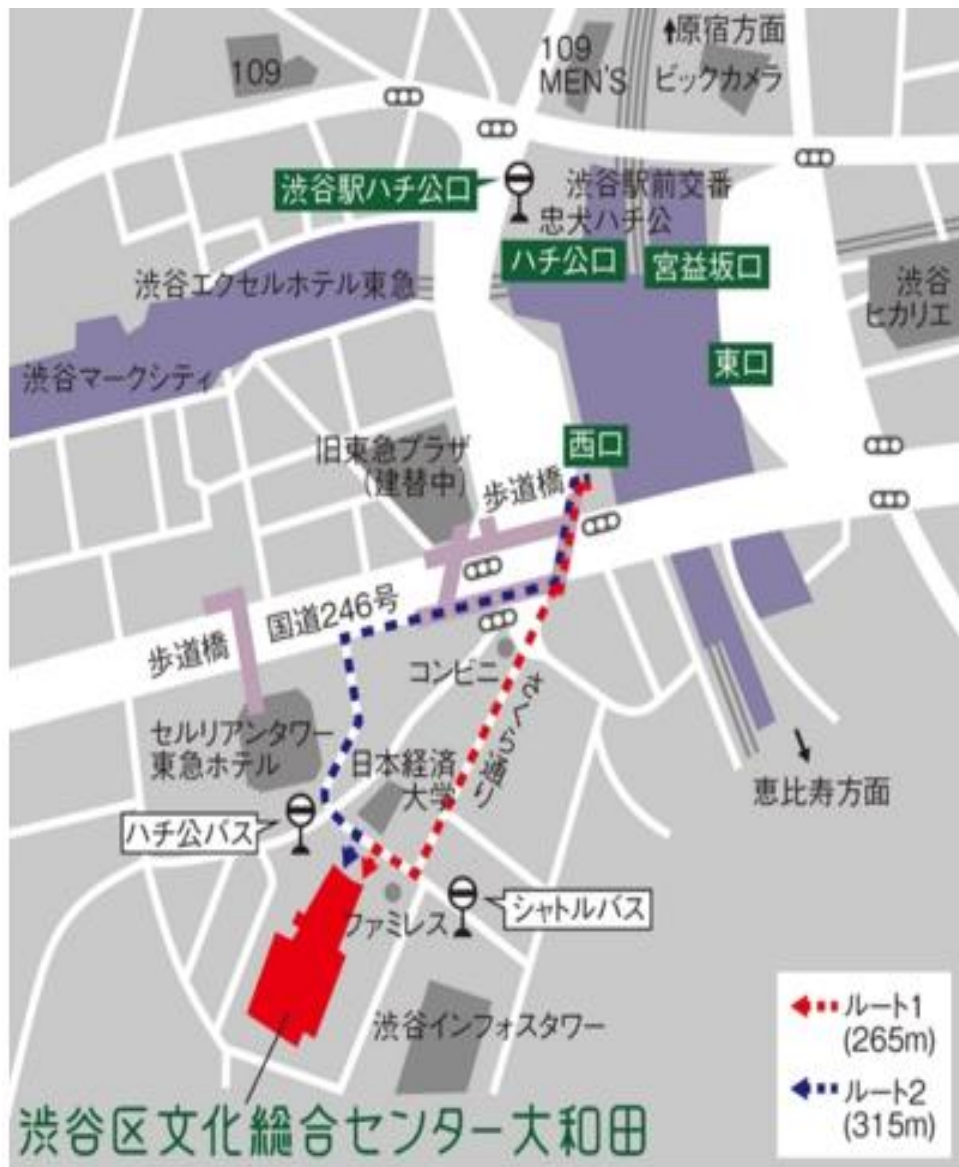 ↑原宿方面
109
109
MEN'S
ビックカメラ
渋谷駅ハチ公口
渋谷駅前交番
忠犬ハチ公
ハチ公口
宮益坂口
渋谷エクセルホテル東急
渋谷
ヒカリエ
渋谷マークシティ
東口
旧東急プラザ
(建替中)
西口
歩道橋
国道246号
歩道橋
コンビニ
さくら通り
セルリアンタワー
東急ホテル
日本経済
大学
恵比寿方面
ハチ公バス
シャトルバス
ファミレス
渋谷インフォスタワー
ルート1
(265m)
ルート2
(315m)
渋谷区文化総合センター大和田